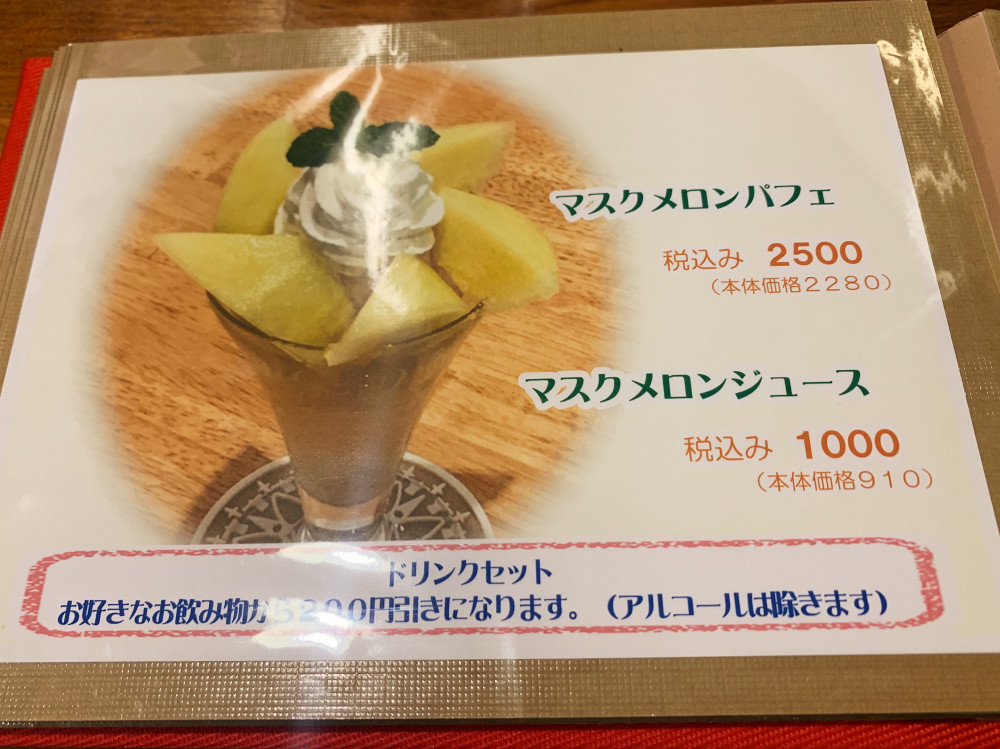 マスクメロンパフェ
税込み 2500
（本体価格２２８０）
マスクメロンジュース
税込み 1000
（本体価格９１０）
ドリンクセット
お好きなお飲み物から２００円引きになります。（アルコールは除きます）